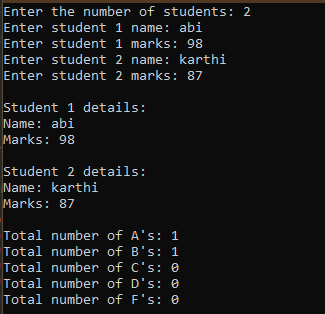 Enter the number of students: 2
Enter student 1 name: abi
Enter student 1 marks: 98
Enter student 2 name: karthi
Enter student 2 marks: 87
Student 1 details:
Name: abi
Marks: 98
Student 2 details:
Name: karthi
Marks: 87
Total number of A's: 1
Total number of B's: 1
Total number of C's: 0
Total number of D's: 0
Total number of F's: 0